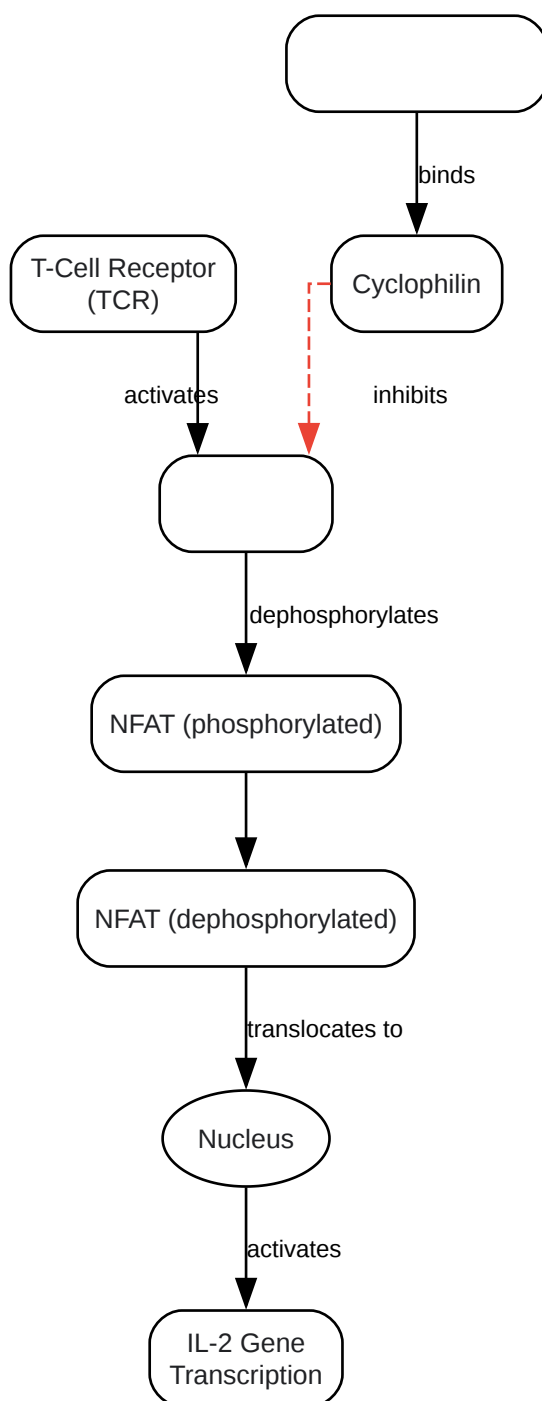 binds
T-Cell Receptor
(TCR)
Cyclophilin
activates
inhibits
dephosphorylates
NFAT (phosphorylated)
NFAT (dephosphorylated)
translocates to
Nucleus
activates
IL-2 Gene
Transcription